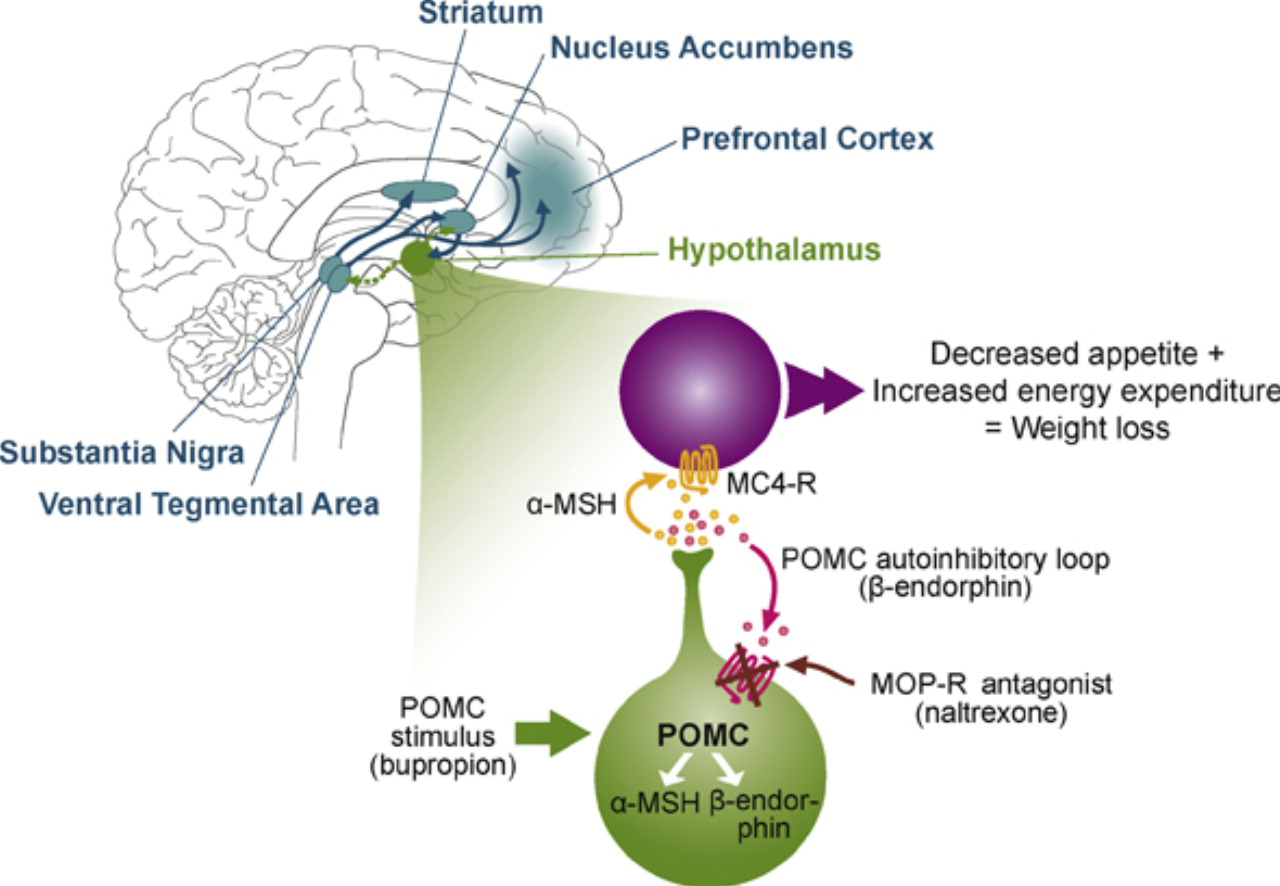 Striatum
Nucleus Accumbens
Prefrontal Cortex
Hypothalamus
Substantia Nigra
Ventral Tegmental Area
Decreased appetite +
Increased energy expenditure
= Weight loss
MC4-R
α-MSH
POMC autoinhibitory loop
(β-endorphin)
MOP-R antagonist
(naltrexone)
POMC
stimulus
(bupropion)
POMC
α-MSH β-endor-
phin